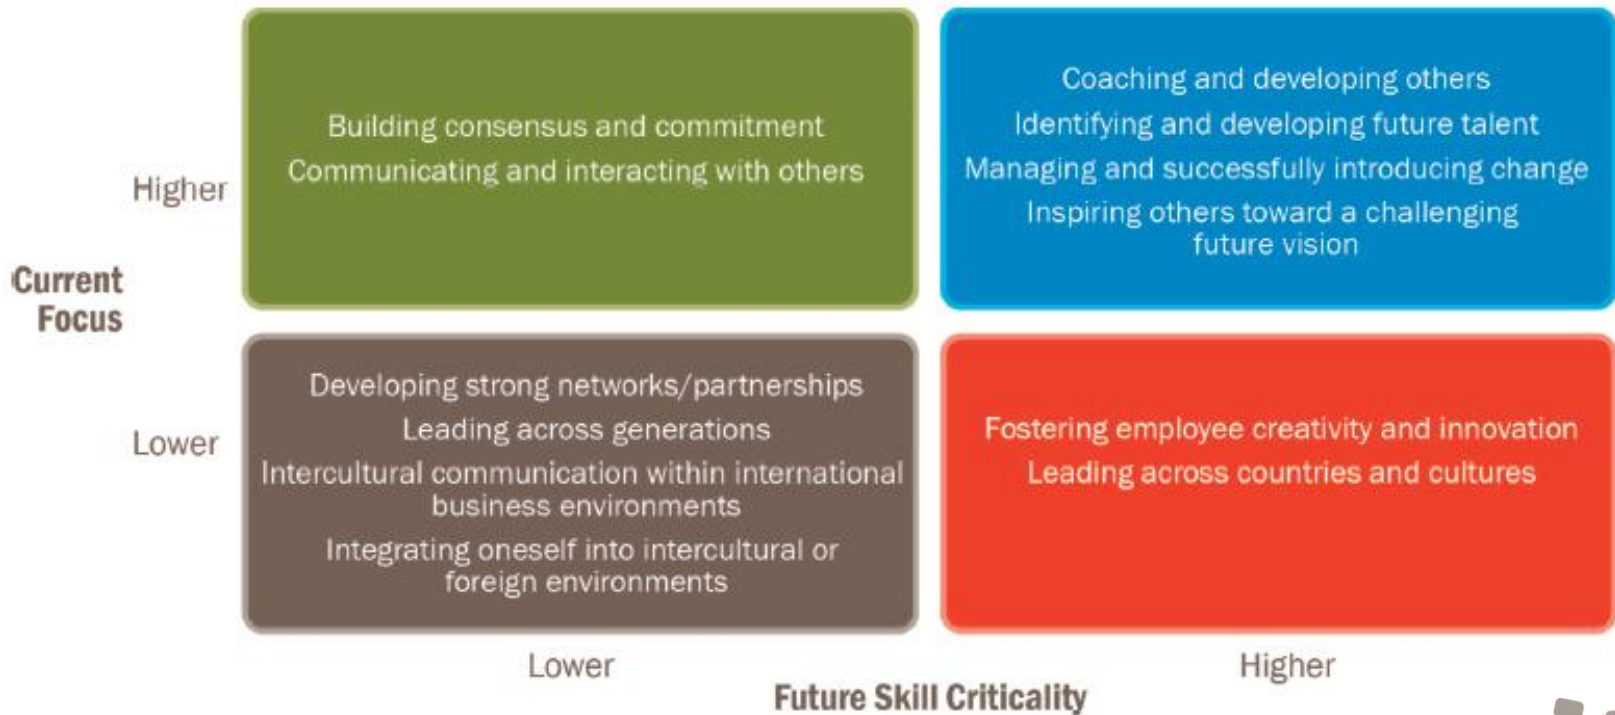 Building consensus and commitment
Communicating and interacting with others
Coaching and developing others
Identifying and developing future talent
Managing and successfully introducing change
Inspiring others toward a challenging
future vision
Higher
Current
Focus
Developing strong networks/partnerships
Leading across generations
Intercultural communication within international
business environments
Integrating oneself into intercultural or
foreign environments
Fostering employee creativity and innovation
Leading across countries and cultures
Lower
Lower
Higher
Future Skill Criticality